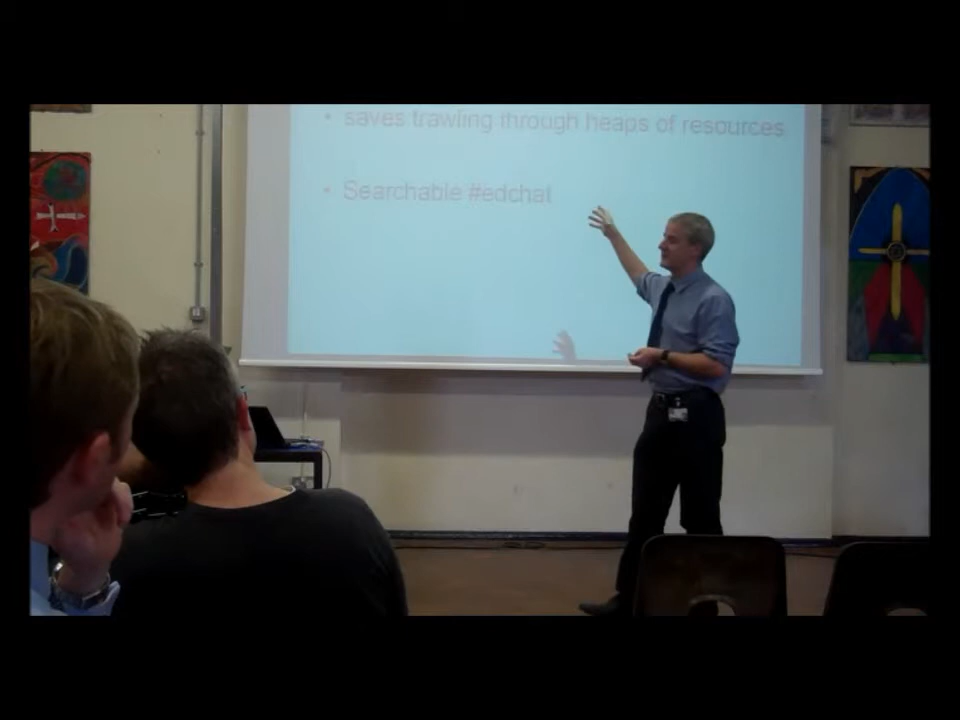 • saves trawling through heaps of resources
• Searchable #edchat